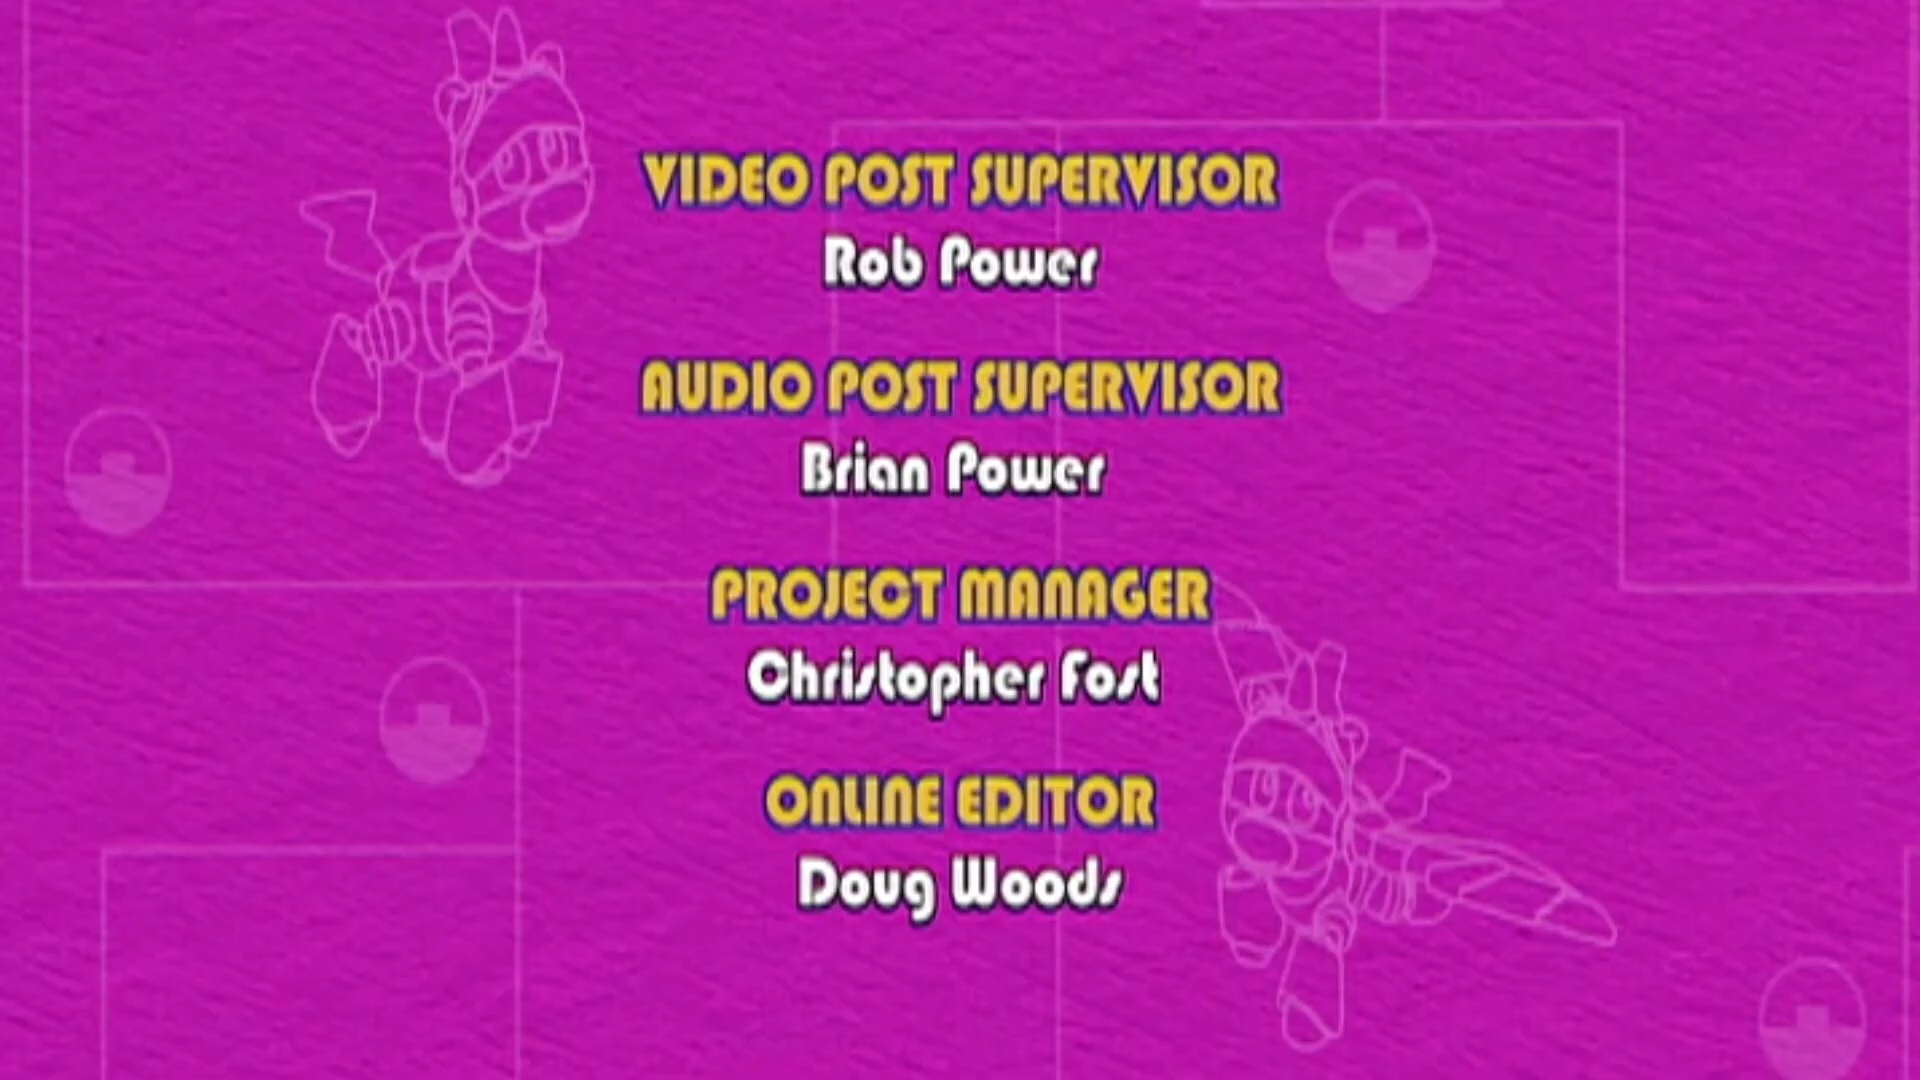 VIDEO POST SUPERVISOR
Rob Power
AUDIO POST SUPERVISOR
Brian Power
PROJECT MANAGER
Christopher Fost
ONLINE EDITOR
Doug Woods